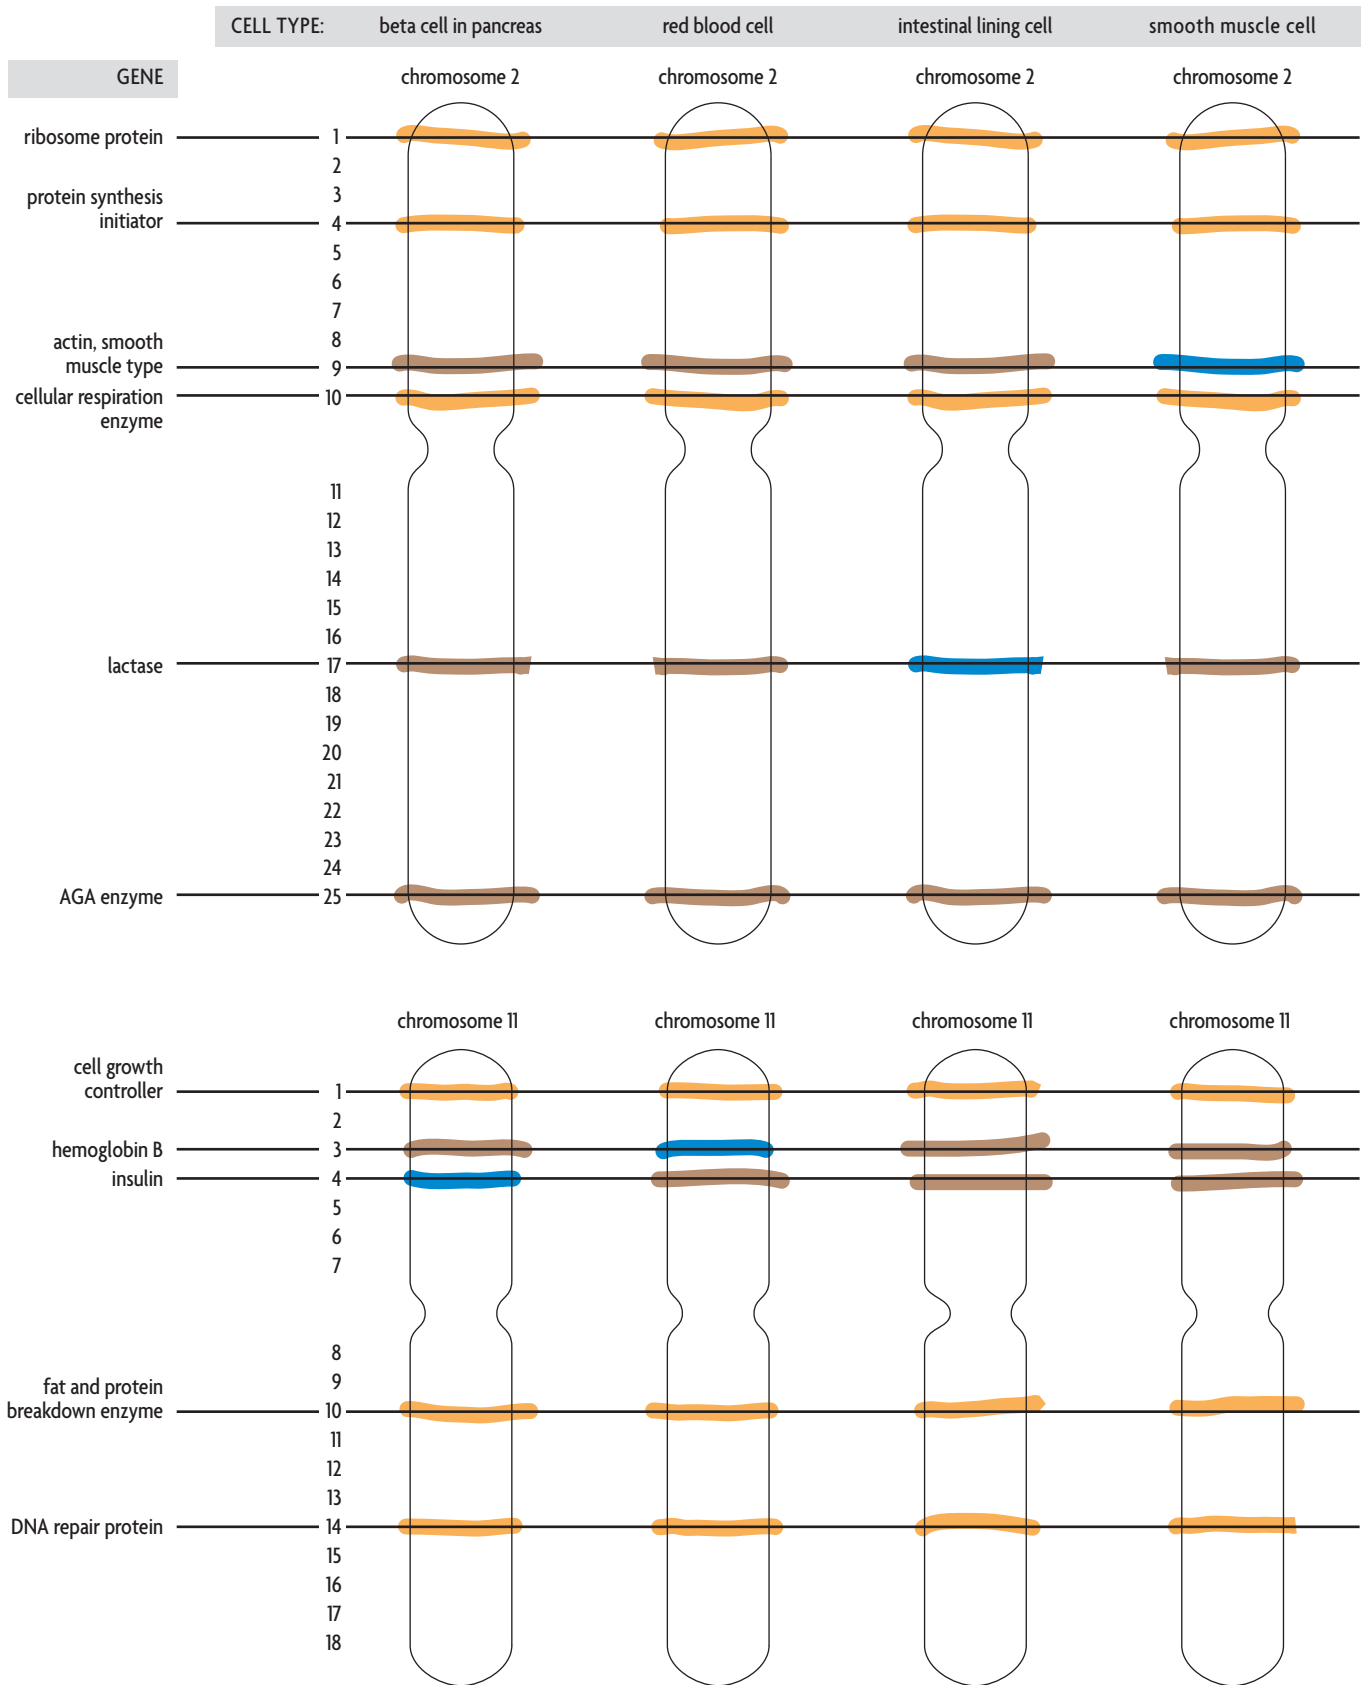 CELL TYPE: beta cell in pancreas red blood cell intestinal lining cell smooth muscle cell
GENE chromosome 2 chromosome 2 chromosome 2 chromosome 2
ribosome protein 1
2
3
protein synthesis
initiator 4
5
6
7
8
actin, smooth
muscle type 9
cellular respiration 10
enzyme
11
12
13
14
15
16
lactase 17
18
19
20
21
22
23
24
AGA enzyme 25
chromosome 11 chromosome 11 chromosome 11 chromosome 11
cell growth
controller 1
2
hemoglobin B 3
insulin 4
5
6
7
8
9
fat and protein
breakdown enzyme 10
11
12
13
DNA repair protein 14
15
16
17
18